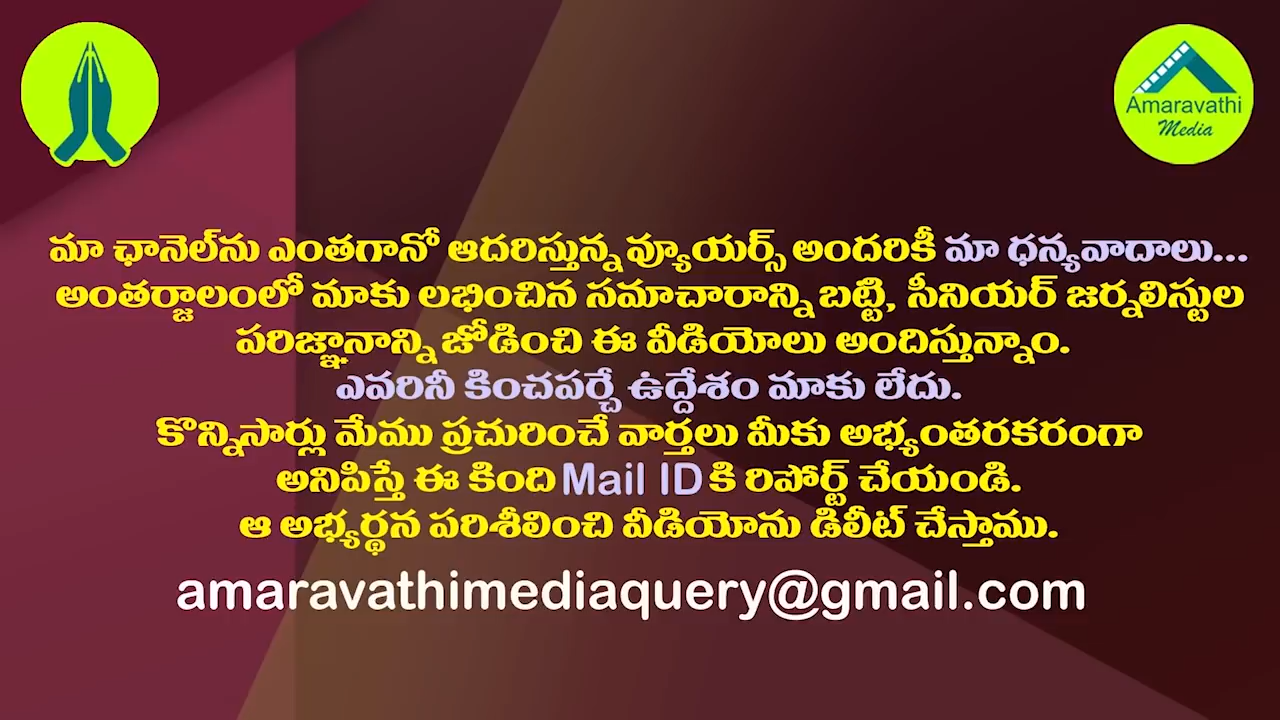 Amaravathi
Media
మా ఛానెల్‌ను ఎంతగానో ఆదరిస్తున్న వ్యూయర్స్ అందరికీ మా ధన్యవాదాలు...
అంతర్జాలంలో మాకు లభించిన సమాచారాన్ని బట్టి, సీనియర్ జర్నలిస్టుల
పరిజ్ఞానాన్ని జోడించి ఈ వీడియోలు అందిస్తున్నాం.
ఎవరినీ కించపర్చే ఉద్దేశం మాకు లేదు.
కొన్నిసార్లు మేము ప్రచురించే వార్తలు మీకు అభ్యంతరకరంగా
అనిపిస్తే ఈ కింది Mail ID కి రిపోర్ట్ చేయండి.
ఆ అభ్యర్థన పరిశీలించి వీడియోను డిలీట్ చేస్తాము.
amaravathimediaquery@gmail.com